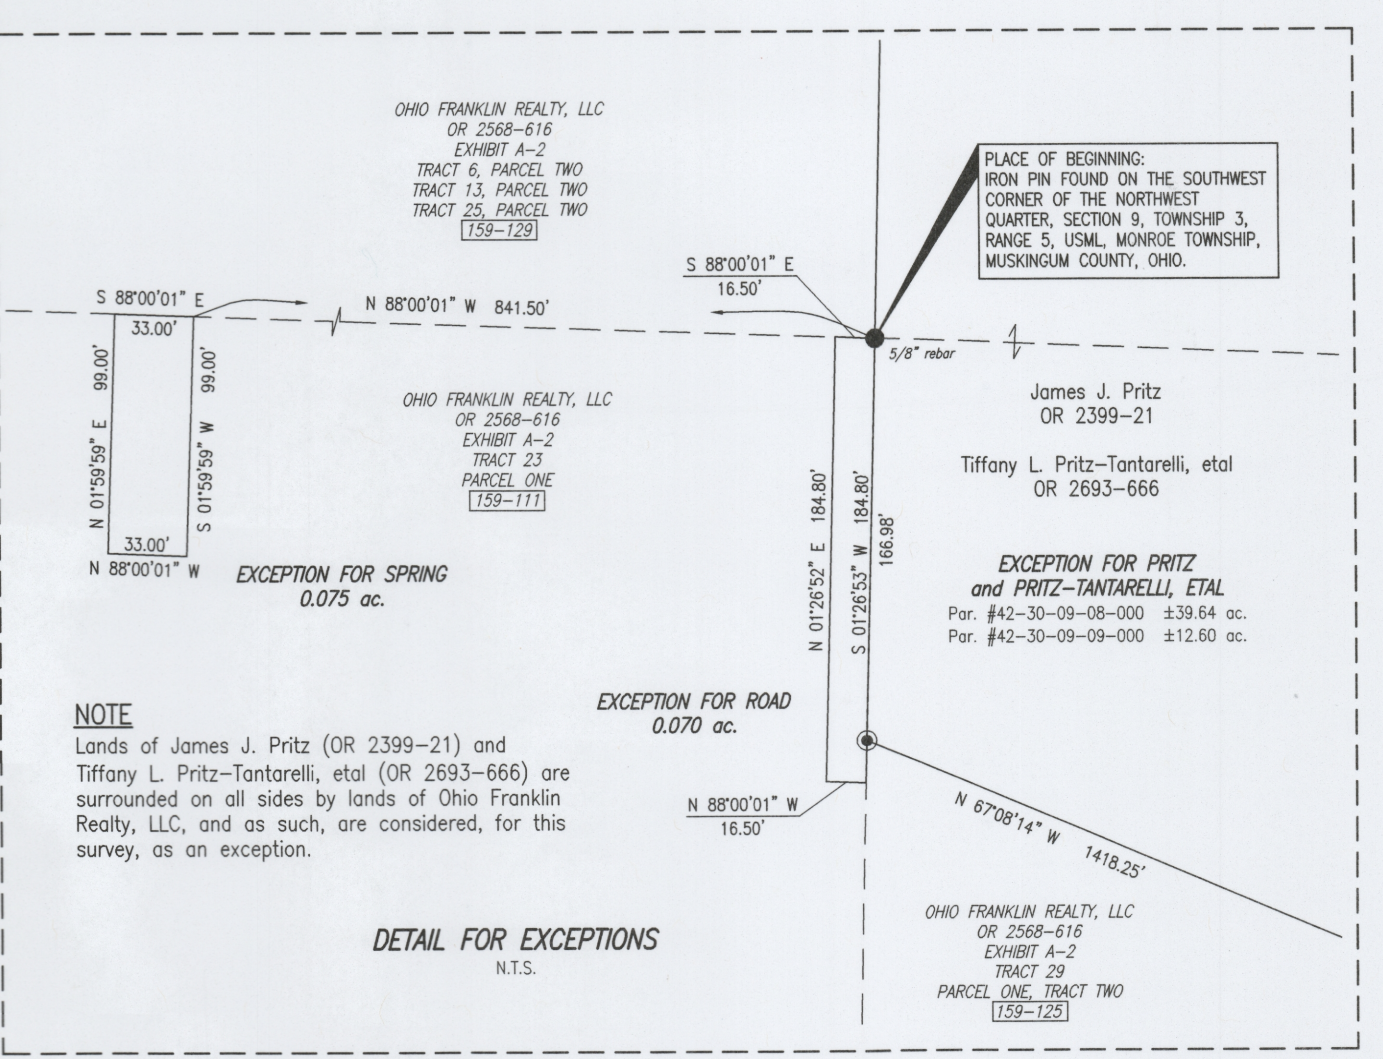 OHIO FRANKLIN REALTY, LLC
OR 2568-616
EXHIBIT A-2
TRACT 6, PARCEL TWO
TRACT 13, PARCEL TWO
TRACT 25, PARCEL TWO
159-129
PLACE OF BEGINNING:
IRON PIN FOUND ON THE SOUTHWEST
CORNER OF THE NORTHWEST
QUARTER, SECTION 9, TOWNSHIP 3,
RANGE 5, USML, MONROE TOWNSHIP,
MUSKINGUM COUNTY, OHIO.
S 88°00'01" E
16.50'
S 88°00'01" E
33.00'
N 88°00'01" W 841.50'
5/8" rebar
N 01°59'59" E 99.00'
S 01°59'59" W 99.00'
33.00'
N 88°00'01" W
EXCEPTION FOR SPRING
0.075 ac.
OHIO FRANKLIN REALTY, LLC
OR 2568-616
EXHIBIT A-2
TRACT 23
PARCEL ONE
159-111
James J. Pritz
OR 2399-21
Tiffany L. Pritz-Tantarelli, etal
OR 2693-666
N 01°26'52" E 184.80'
S 01°26'53" W 184.80'
166.98'
EXCEPTION FOR PRITZ
and PRITZ-TANTARELLI, ETAL
Par. #42-30-09-08-000 ±39.64 ac.
Par. #42-30-09-09-000 ±12.60 ac.
EXCEPTION FOR ROAD
0.070 ac.
NOTE
Lands of James J. Pritz (OR 2399-21) and
Tiffany L. Pritz-Tantarelli, etal (OR 2693-666) are
surrounded on all sides by lands of Ohio Franklin
Realty, LLC, and as such, are considered, for this
survey, as an exception.
N 88°00'01" W
16.50'
N 67°08'14" W 1418.25'
DETAIL FOR EXCEPTIONS
N.T.S.
OHIO FRANKLIN REALTY, LLC
OR 2568-616
EXHIBIT A-2
TRACT 29
PARCEL ONE, TRACT TWO
159-125